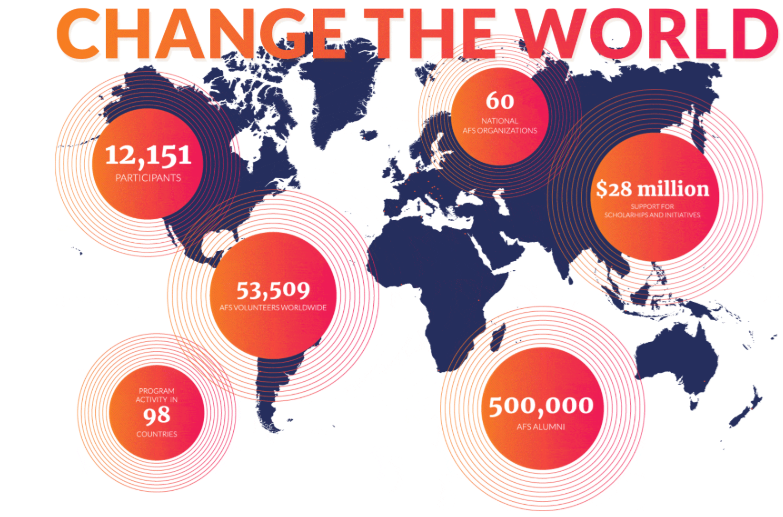 CHANGE THE WORLD
60
NATIONAL
AFS ORGANIZATIONS
12,151
PARTICIPANTS
$28 million
SUPPORT FOR
SCHOLARHIPS AND INITIATIVES
53,509
AFS VOLUNTEERS WORLDWIDE
PROGRAM
ACTIVITY IN
98
COUNTRIES
500,000
AFS ALUMNI